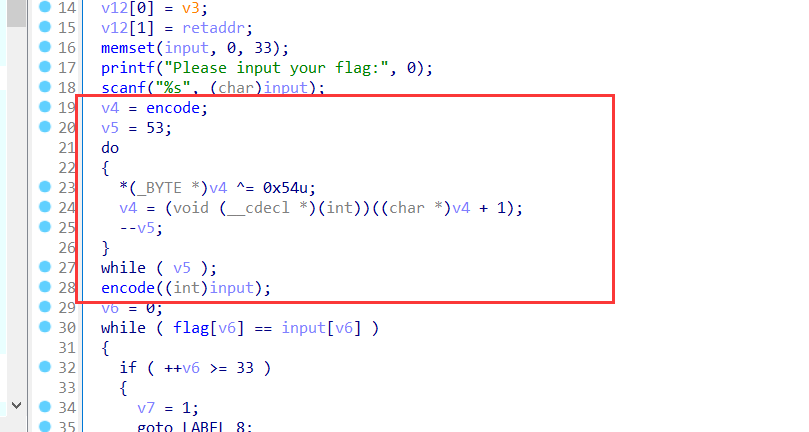 14 v12[0] = v3;
15 v12[1] = retaddr;
16 memset(input, 0, 33);
17 printf("Please input your flag:", 0);
18 scanf("%s", (char)input);
19 v4 = encode;
20 v5 = 53;
21 do
22 {
23 *(_BYTE *)v4 ^= 0x54u;
24 v4 = (void (__cdecl *)(int))((char *)v4 + 1);
25 --v5;
26 }
27 while ( v5 );
28 encode((int)input);
29 v6 = 0;
30 while ( flag[v6] == input[v6] )
31 {
32 if ( ++v6 >= 33 )
33 {
34 v7 = 1;
35 goto LABEL_8;